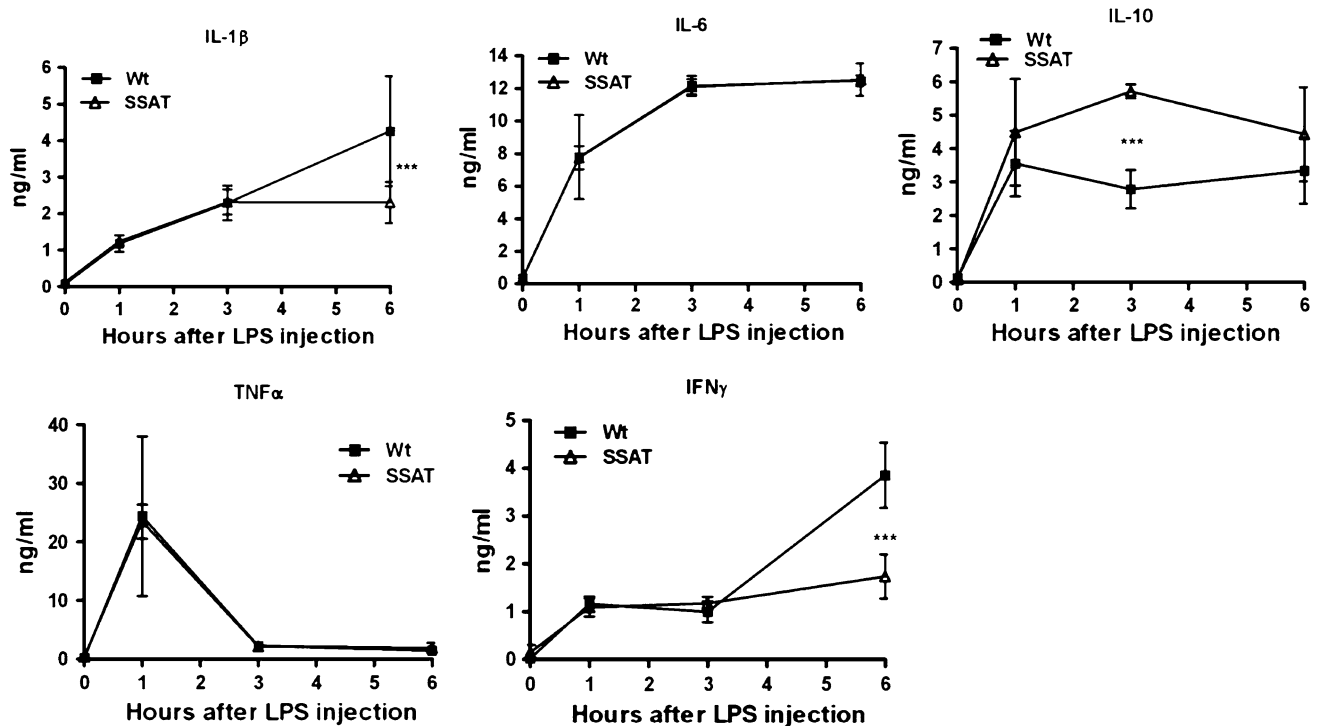 IL-1β
Wt
SSAT
6
5
4
3
2
1
0
ng/ml
***
0 1 2 3 4 5 6
Hours after LPS injection
IL-6
Wt
SSAT
14
12
10
8
6
4
2
0
ng/ml
0 1 2 3 4 5 6
Hours after LPS injection
IL-10
Wt
SSAT
7
6
5
4
3
2
1
0
ng/ml
***
0 1 2 3 4 5 6
Hours after LPS injection
TNFα
Wt
SSAT
40
30
20
10
0
ng/ml
0 1 2 3 4 5 6
Hours after LPS injection
IFNγ
Wt
SSAT
5
4
3
2
1
0
ng/ml
***
0 1 2 3 4 5 6
Hours after LPS injection